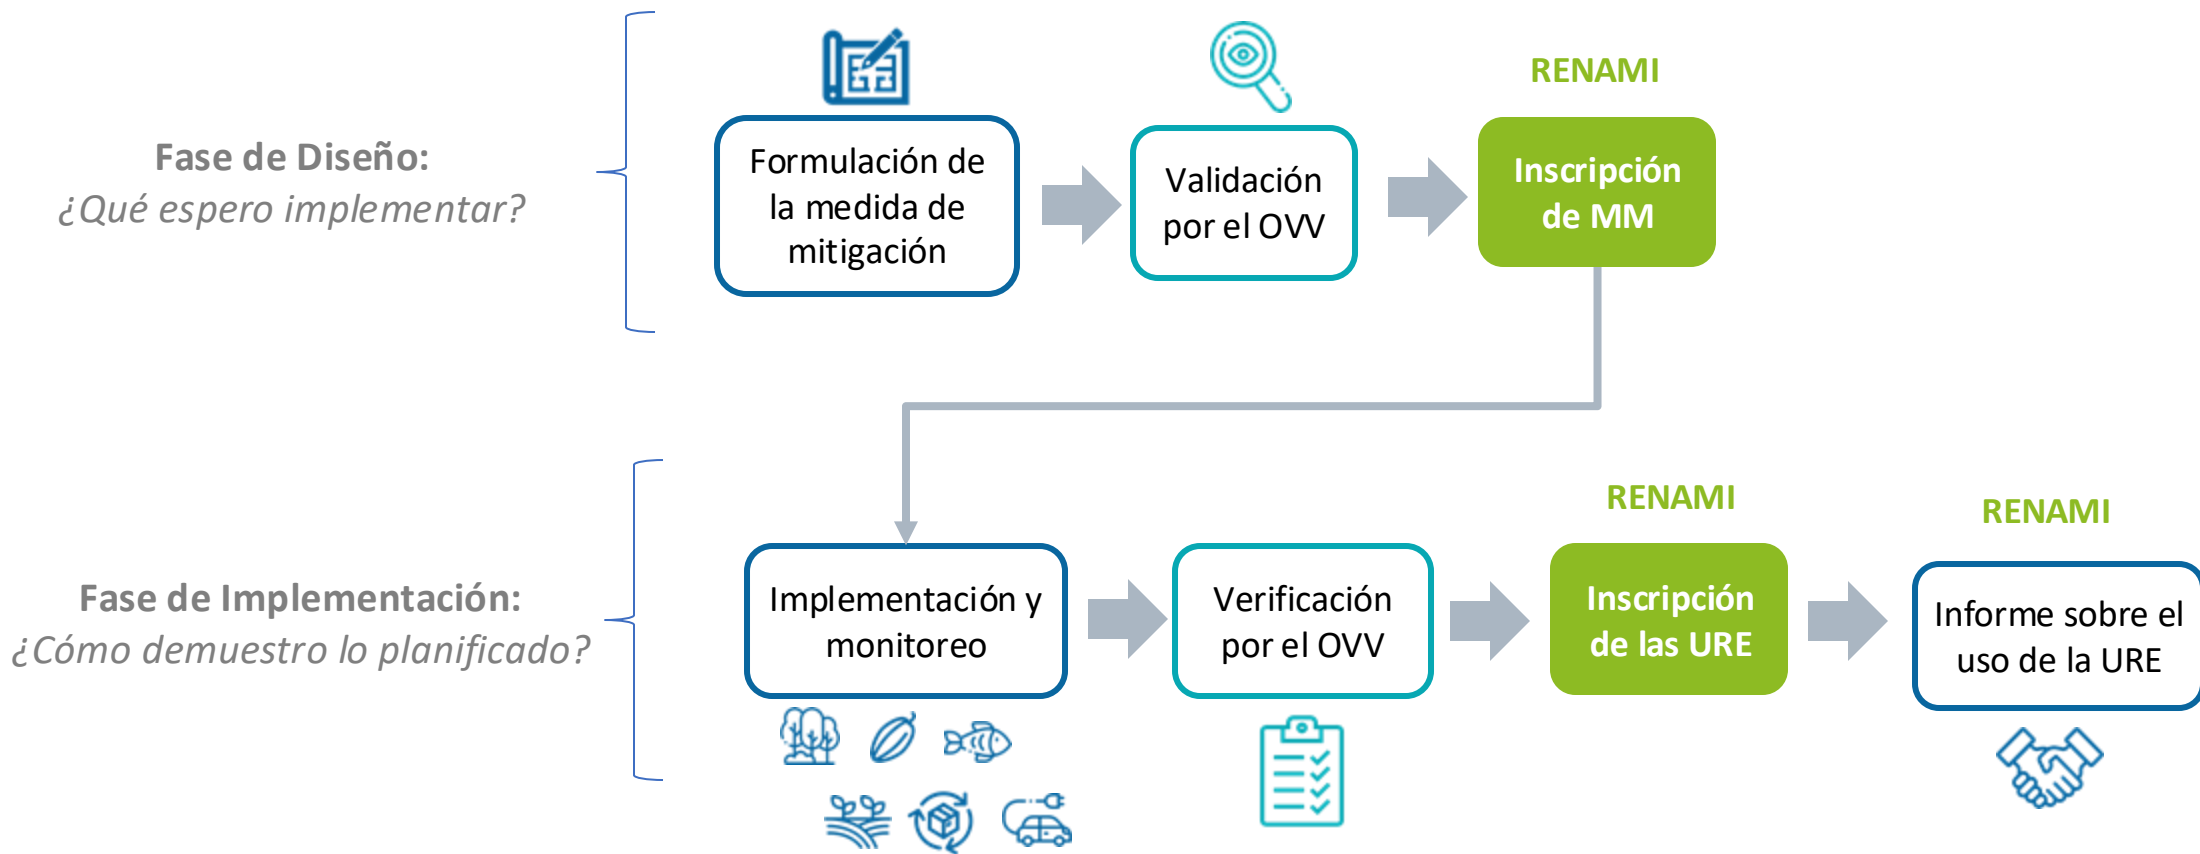 RENAMI
Fase de Diseño:
¿Qué espero implementar?
Formulación de
la medida de
mitigación
Validación
por el OVV
Inscripción
de MM
Fase de Implementación:
¿Cómo demuestro lo planificado?
Implementación y
monitoreo
Verificación
por el OVV
RENAMI
Inscripción
de las URE
RENAMI
Informe sobre el
uso de la URE